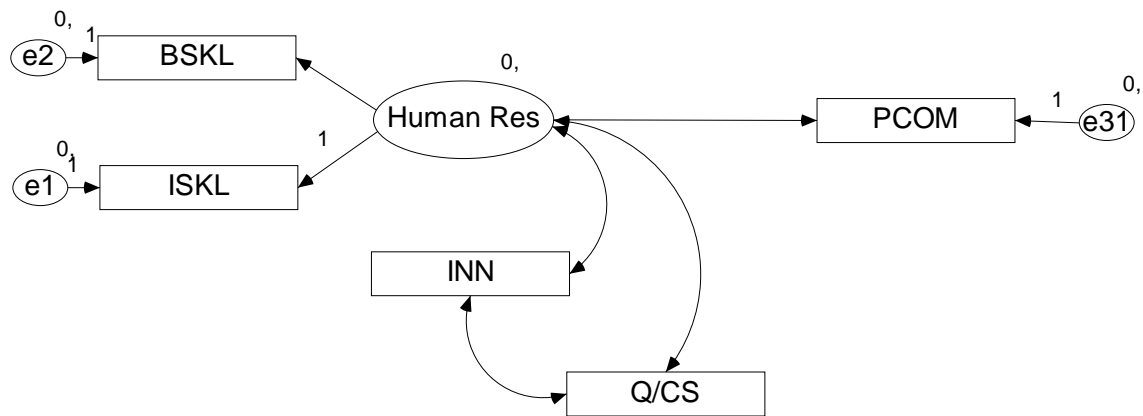 0,
e2
1
BSKL
0,
Human Res
0,
PCOM
1
e31
0,
1
e1
1
ISKL
INN
Q/CS